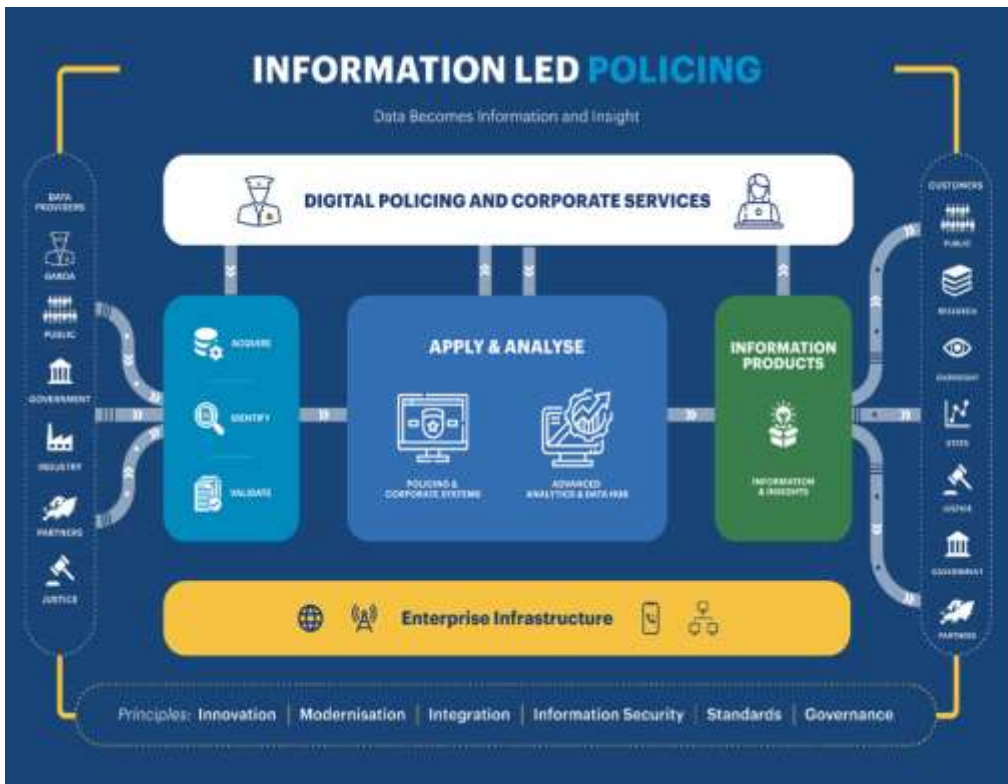 INFORMATION LED POLICING
Data Becomes Information and Insight
DATA
PROVIDERS
GARDA
PUBLIC
GOVERNMENT
INDUSTRY
PARTNERS
JUSTICE
DIGITAL POLICING AND CORPORATE SERVICES
ACQUIRE
IDENTIFY
VALIDATE
APPLY & ANALYSE
POLICING &
CORPORATE SYSTEMS
ADVANCED
ANALYTICS & DATA HUB
INFORMATION
PRODUCTS
INFORMATION
& INSIGHTS
CUSTOMERS
PUBLIC
RESEARCH
OVERSIGHT
STATS
JUSTICE
GOVERNMENT
PARTNERS
Enterprise Infrastructure
Principles: Innovation | Modernisation | Integration | Information Security | Standards | Governance